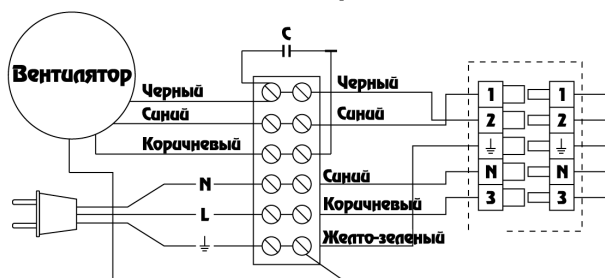 C
Вентилятор
Черный
Синий
Коричневый
N
L
Черный
Синий
Синий
Коричневый
Желто-зеленый
1
2
N
3
1
2
N
3